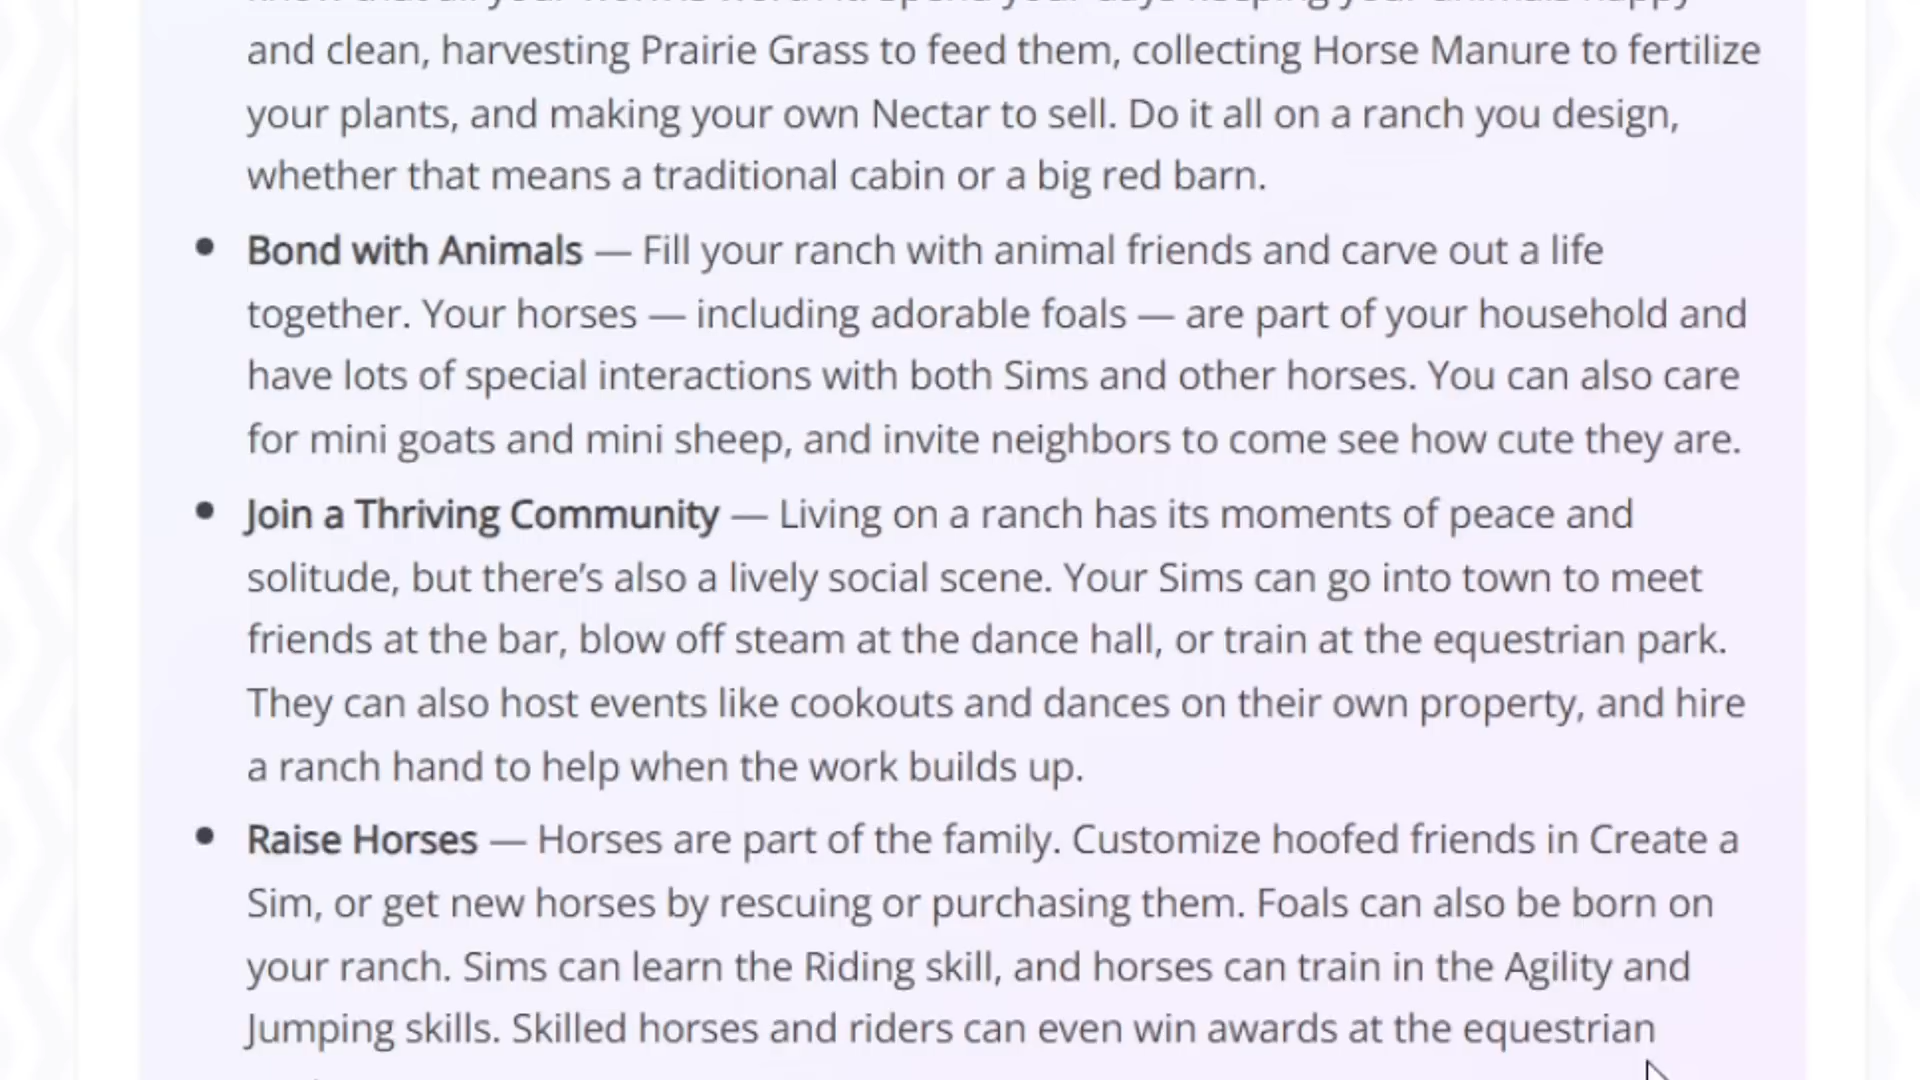 and clean, harvesting Prairie Grass to feed them, collecting Horse Manure to fertilize
your plants, and making your own Nectar to sell. Do it all on a ranch you design,
whether that means a traditional cabin or a big red barn.
• Bond with Animals — Fill your ranch with animal friends and carve out a life
together. Your horses — including adorable foals — are part of your household and
have lots of special interactions with both Sims and other horses. You can also care
for mini goats and mini sheep, and invite neighbors to come see how cute they are.
• Join a Thriving Community — Living on a ranch has its moments of peace and
solitude, but there’s also a lively social scene. Your Sims can go into town to meet
friends at the bar, blow off steam at the dance hall, or train at the equestrian park.
They can also host events like cookouts and dances on their own property, and hire
a ranch hand to help when the work builds up.
• Raise Horses — Horses are part of the family. Customize hoofed friends in Create a
Sim, or get new horses by rescuing or purchasing them. Foals can also be born on
your ranch. Sims can learn the Riding skill, and horses can train in the Agility and
Jumping skills. Skilled horses and riders can even win awards at the equestrian